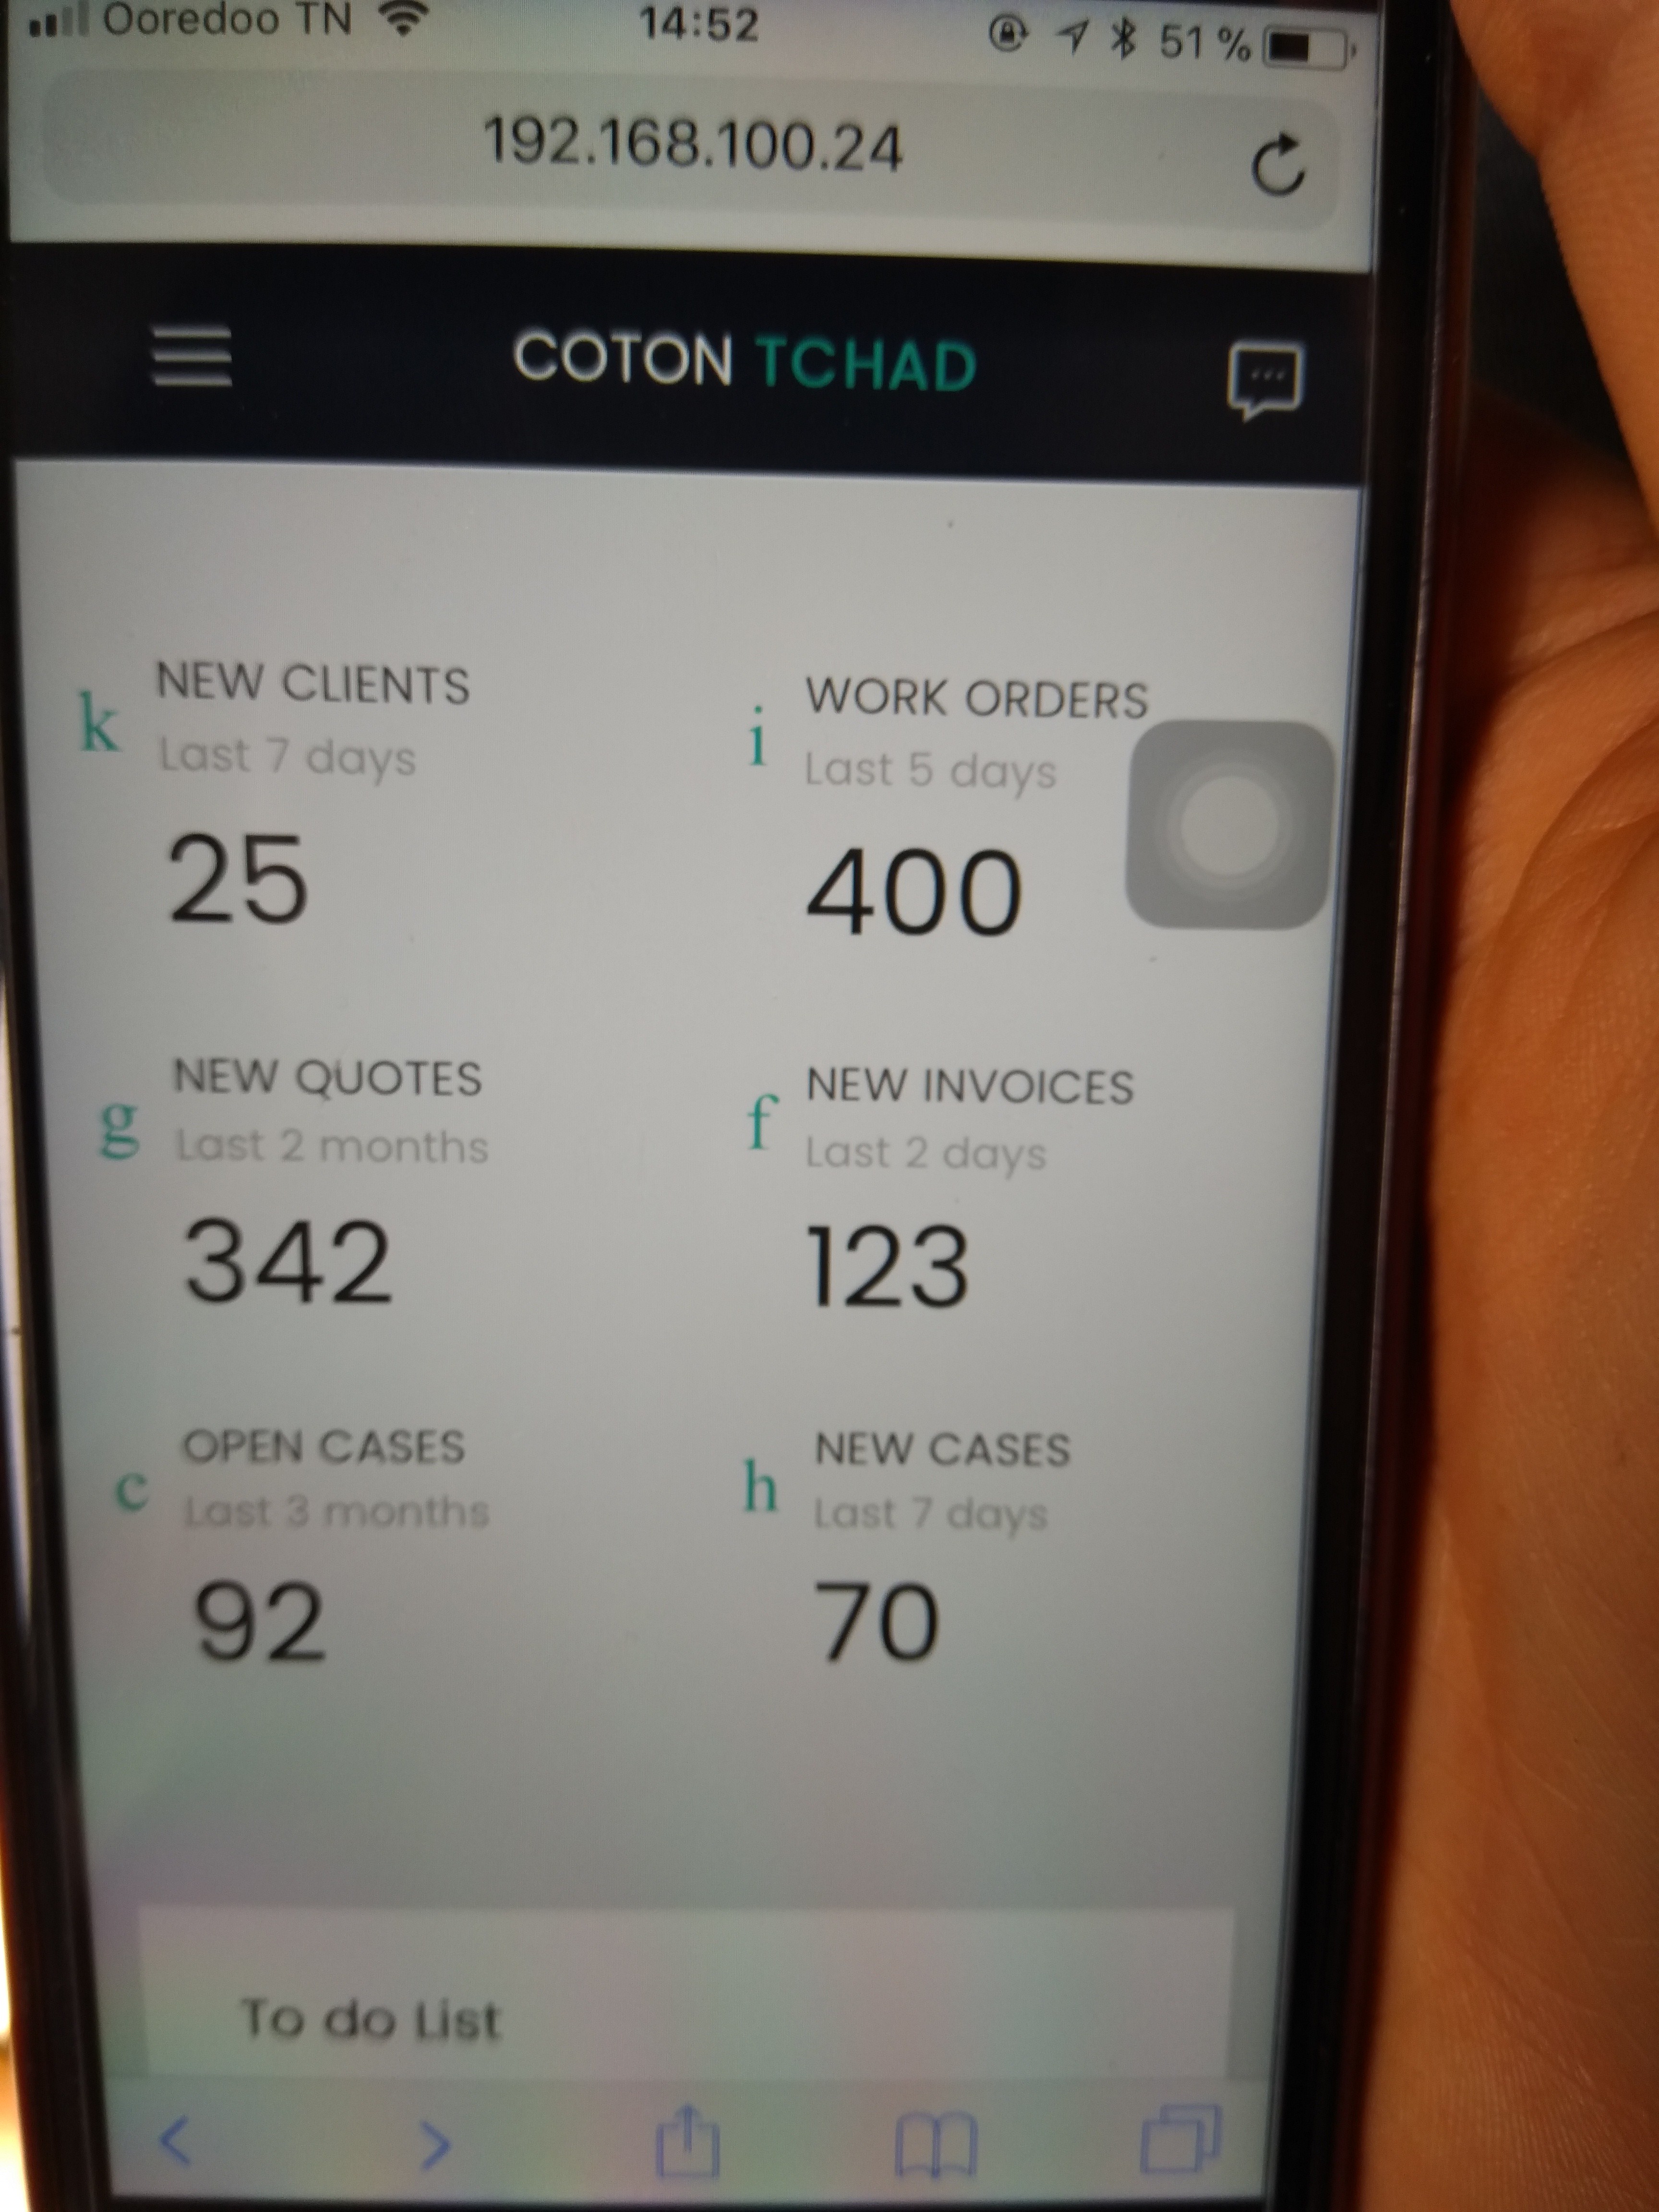 Ooredoo TN 14:52 51 %
192.168.100.24
COTON TCHAD
k NEW CLIENTS
Last 7 days
25
i WORK ORDERS
Last 5 days
400
g NEW QUOTES
Last 2 months
342
f NEW INVOICES
Last 2 days
123
c OPEN CASES
Last 3 months
92
h NEW CASES
Last 7 days
70
To do List